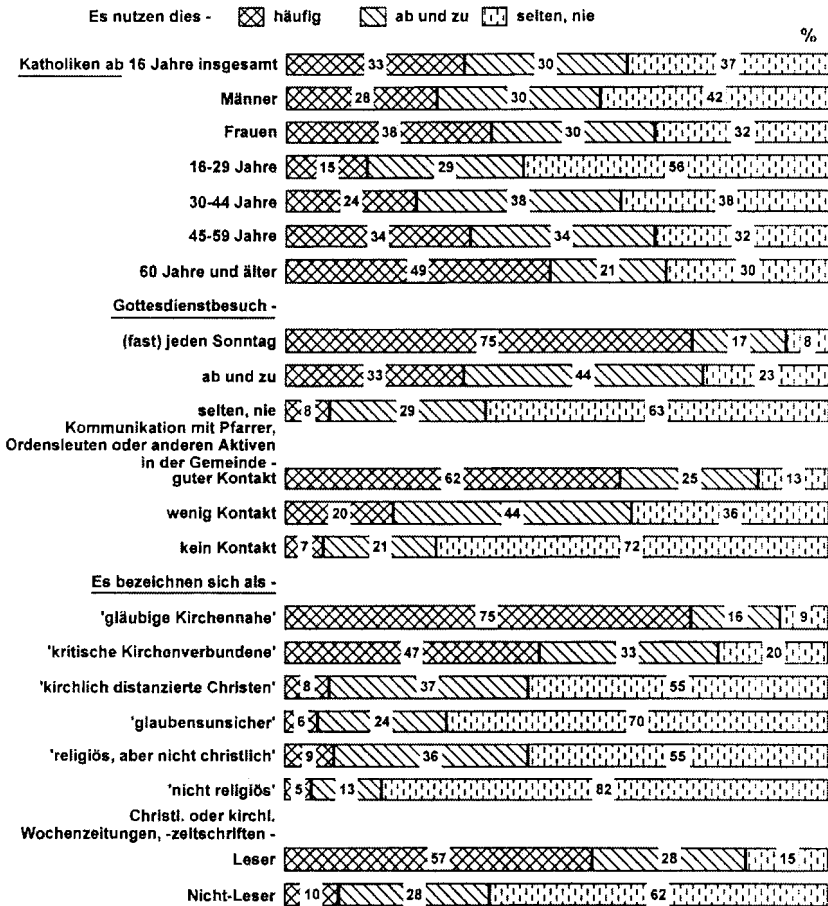 Es nutzen dies - häufig ab und zu selten, nie
%
Katholiken ab 16 Jahre insgesamt 33 30 37
Männer 28 30 42
Frauen 38 30 32
16-29 Jahre 15 29 56
30-44 Jahre 24 38 38
45-59 Jahre 34 34 32
60 Jahre und älter 49 21 30
Gottesdienstbesuch -
(fast) jeden Sonntag 75 17 8
ab und zu 33 44 23
selten, nie 8 29 63
Kommunikation mit Pfarrer,
Ordensleuten oder anderen Aktiven
in der Gemeinde -
guter Kontakt 62 25 13
wenig Kontakt 20 44 36
kein Kontakt 7 21 72
Es bezeichnen sich als -
'gläubige Kirchennahe' 75 16 9
'kritische Kirchenverbundene' 47 33 20
'kirchlich distanzierte Christen' 8 37 55
'glaubensunsicher' 6 24 70
'religiös, aber nicht christlich' 9 36 55
'nicht religiös' 5 13 82
Christl. oder kirchl.
Wochenzeitungen, -zeitschriften -
Leser 57 28 15
Nicht-Leser 10 28 62